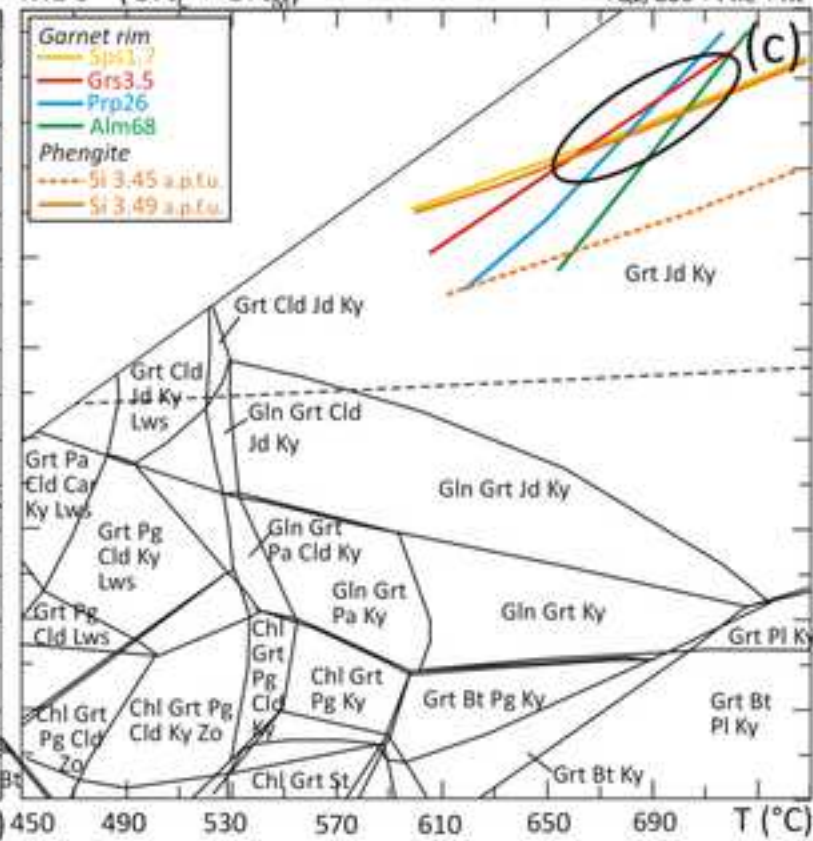 (c)
Garnet rim
Sps1.7
Grs3.5
Prp26
Alm68
Phengite
Si 3.45 a.p.f.u.
Si 3.49 a.p.f.u.
Grt Jd Ky
Grt Cld Jd Ky
Grt Cld
Jd Ky
Lws
Gln Grt Cld
Jd Ky
Grt Pa
Cld Car
Ky Lws
Gln Grt Jd Ky
Grt Pg
Cld Ky
Lws
Gln Grt
Pa Cld Ky
Gln Grt
Pa Ky
Gln Grt Ky
Grt Pg
Cld Lws
Grt Pl Ky
Chl
Grt
Pg
Cld
Ky
Chl Grt
Pg Ky
Grt Bt Pg Ky
Grt Bt
Pl Ky
Chl Grt
Pg Cld
Zo
Chl Grt Pg
Cld Ky Zo
Grt Bt Ky
Bt
Chl Grt St
450 490 530 570 610 650 690 T (°C)